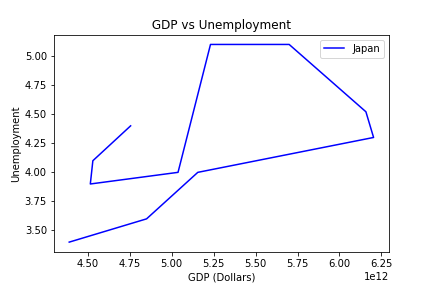 GDP vs Unemployment
Japan
Unemployment
5.00
4.75
4.50
4.25
4.00
3.75
3.50
4.50 4.75 5.00 5.25 5.50 5.75 6.00 6.25
1e12
GDP (Dollars)